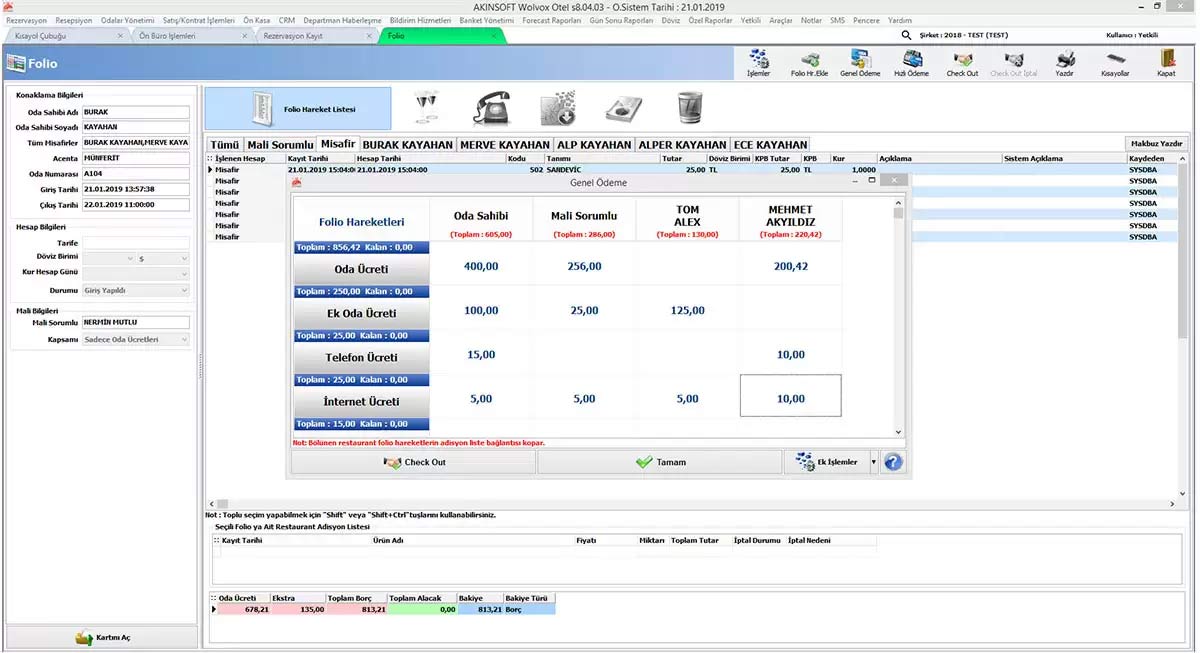 AKINSOFT Wolvox Otel s8.04.03 - O.Sistem Tarihi : 21.01.2019
Rezervasyon Resepsiyon Odalar Yönetimi Satış/Kontrat İşlemleri Ön Kasa CRM Departman Haberleşme Bildirim Hizmetleri Banket Yönetimi Forecast Raporları Gün Sonu Raporları Döviz Özel Raporlar Yetkili Araçlar Notlar SMS Pencere Yardım
Kısayol Çubuğu Ön Büro İşlemleri Rezervasyon Kayıt Folio Şirket : 2018 - TEST (TEST) Kullanıcı : Yetkili
Folio
İşlemler Folio Hr.Ekle Genel Ödeme Hızlı Ödeme Check Out Check Out İptal Yazdır Kısayollar Kapat
Konaklama Bilgileri
Oda Sahibi Adı BURAK
Oda Sahibi Soyadı KAYAHAN
Tüm Misafirler BURAK KAYAHAN,MERVE KAYA
Acenta MÜNFERİT
Oda Numarası A104
Giriş Tarihi 21.01.2019 13:57:38
Çıkış Tarihi 22.01.2019 11:00:00
Hesap Bilgileri
Tarife
Döviz Birimi $
Kur Hesap Günü
Durumu Giriş Yapıldı
Mali Bilgileri
Mali Sorumlu NERMİN MUTLU
Kapsamı Sadece Oda Ücretleri
Kartını Aç
Folio Hareket Listesi
Tümü Mali Sorumlu Misafir BURAK KAYAHAN MERVE KAYAHAN ALP KAYAHAN ALPER KAYAHAN ECE KAYAHAN Makbuz Yazdır
İşlenen Hesap Kayıt Tarihi Hesap Tarihi Kodu Tanımı Tutar Döviz Birimi KPB Tutar KPB Kur Açıklama Sistem Açıklama Kaydeden
Misafir 21.01.2019 15:04:00 21.01.2019 15:04:00 502 SANDEVİC 25,00 TL 25,00 TL 1,0000 SYSDBA
Misafir SYSDBA
Misafir SYSDBA
Misafir SYSDBA
Misafir SYSDBA
Misafir SYSDBA
Misafir SYSDBA
Genel Ödeme
Folio Hareketleri Oda Sahibi Mali Sorumlu TOM ALEX MEHMET AKYILDIZ
(Toplam : 605,00) (Toplam : 286,00) (Toplam : 130,00) (Toplam : 220,42)
Toplam : 856,42 Kalan : 0,00
Oda Ücreti 400,00 256,00 200,42
Toplam : 250,00 Kalan : 0,00
Ek Oda Ücreti 100,00 25,00 125,00
Toplam : 25,00 Kalan : 0,00
Telefon Ücreti 15,00 10,00
Toplam : 25,00 Kalan : 0,00
İnternet Ücreti 5,00 5,00 5,00 10,00
Toplam : 15,00 Kalan : 0,00
Not: Bölünen restaurant folio hareketlerin adisyon liste bağlantısı kopar.
Check Out Tamam Ek İşlemler
Not : Toplu seçim yapabilmek için "Shift" veya "Shift+Ctrl"tuşlarını kullanabilirsiniz.
Seçili Folio ya Ait Restaurant Adisyon Listesi
Kayıt Tarihi Ürün Adı Fiyatı Miktarı Toplam Tutar İptal Durumu İptal Nedeni
Oda Ücreti Ekstra Toplam Borç Toplam Alacak Bakiye Bakiye Türü
678,21 135,00 813,21 0,00 813,21 Borç